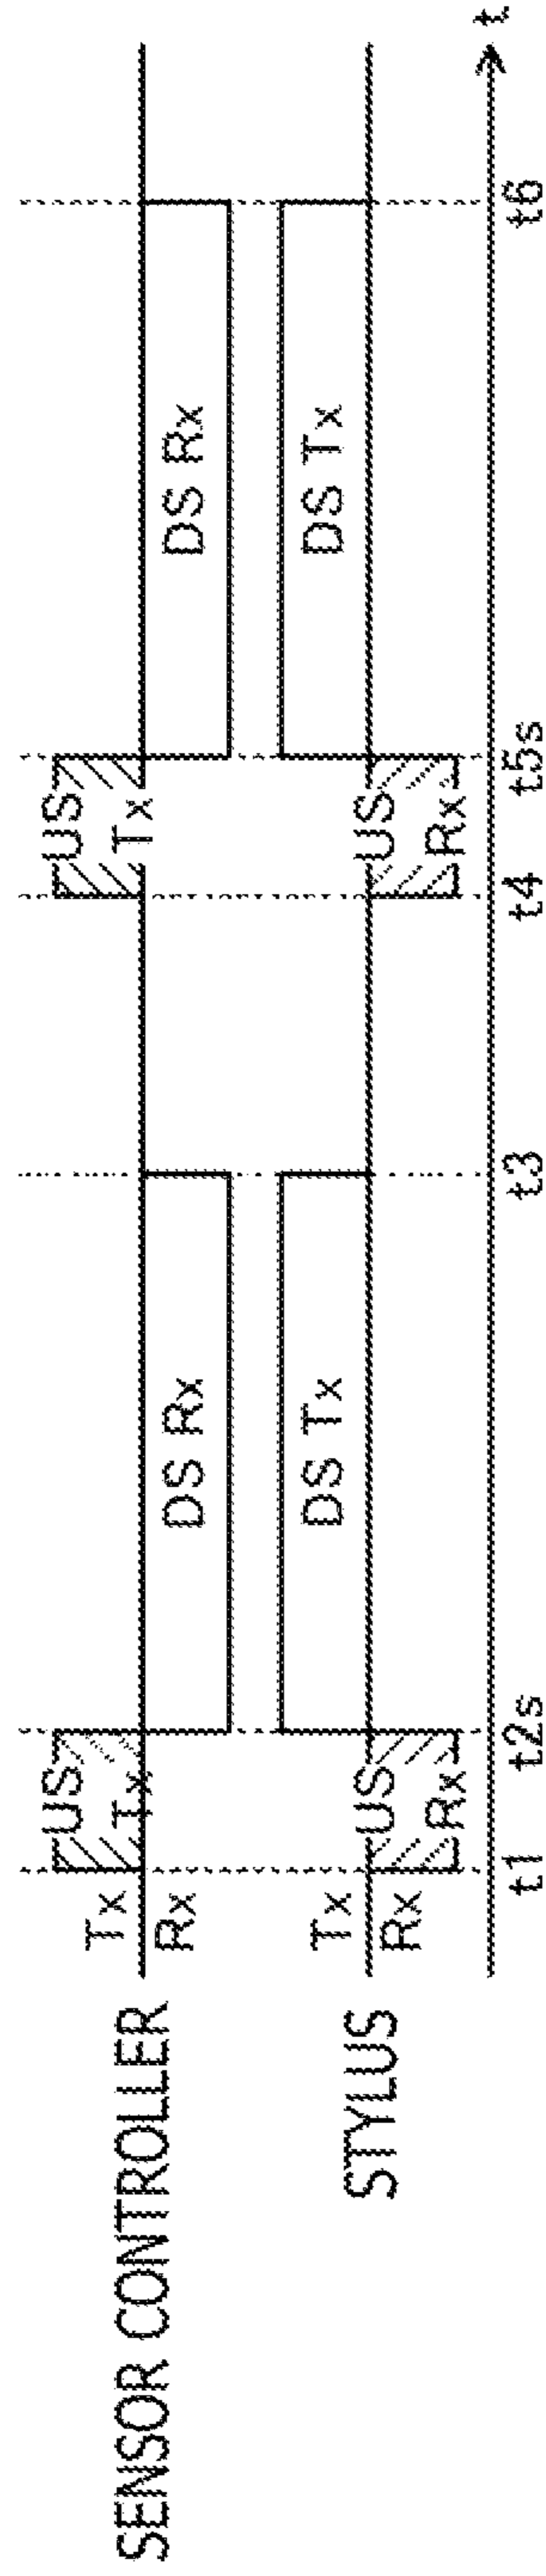 US US
Tx Tx
Tx
SENSOR CONTROLLER
Rx DS Rx DS Rx
Tx DS Tx DS Tx
STYLUS US US
Rx
Rx Rx
t
t1 t2s t3 t4 t5s t6